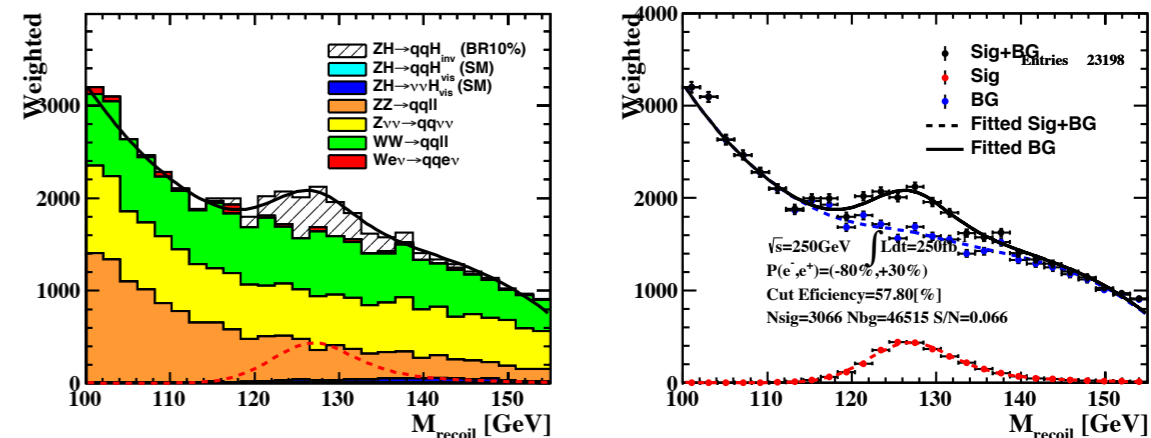 Weighted
3000
2000
1000
0
100 110 120 130 140 150
M_recoil [GeV]
ZH→qqH_inv (BR10%)
ZH→qqH_vis (SM)
ZH→ννH_vis (SM)
ZZ→qqll
Zνν→qqνν
WW→qqll
Weν→qqeν
Weighted
4000
3000
2000
1000
0
100 110 120 130 140 150
M_recoil [GeV]
Sig+BG
Entries 23198
Sig
BG
Fitted Sig+BG
Fitted BG
√s=250GeV ∫Ldt=250fb
P(e⁻,e⁺)=(-80%,+30%)
Cut Eficiency=57.80[%]
Nsig=3066 Nbg=46515 S/N=0.066